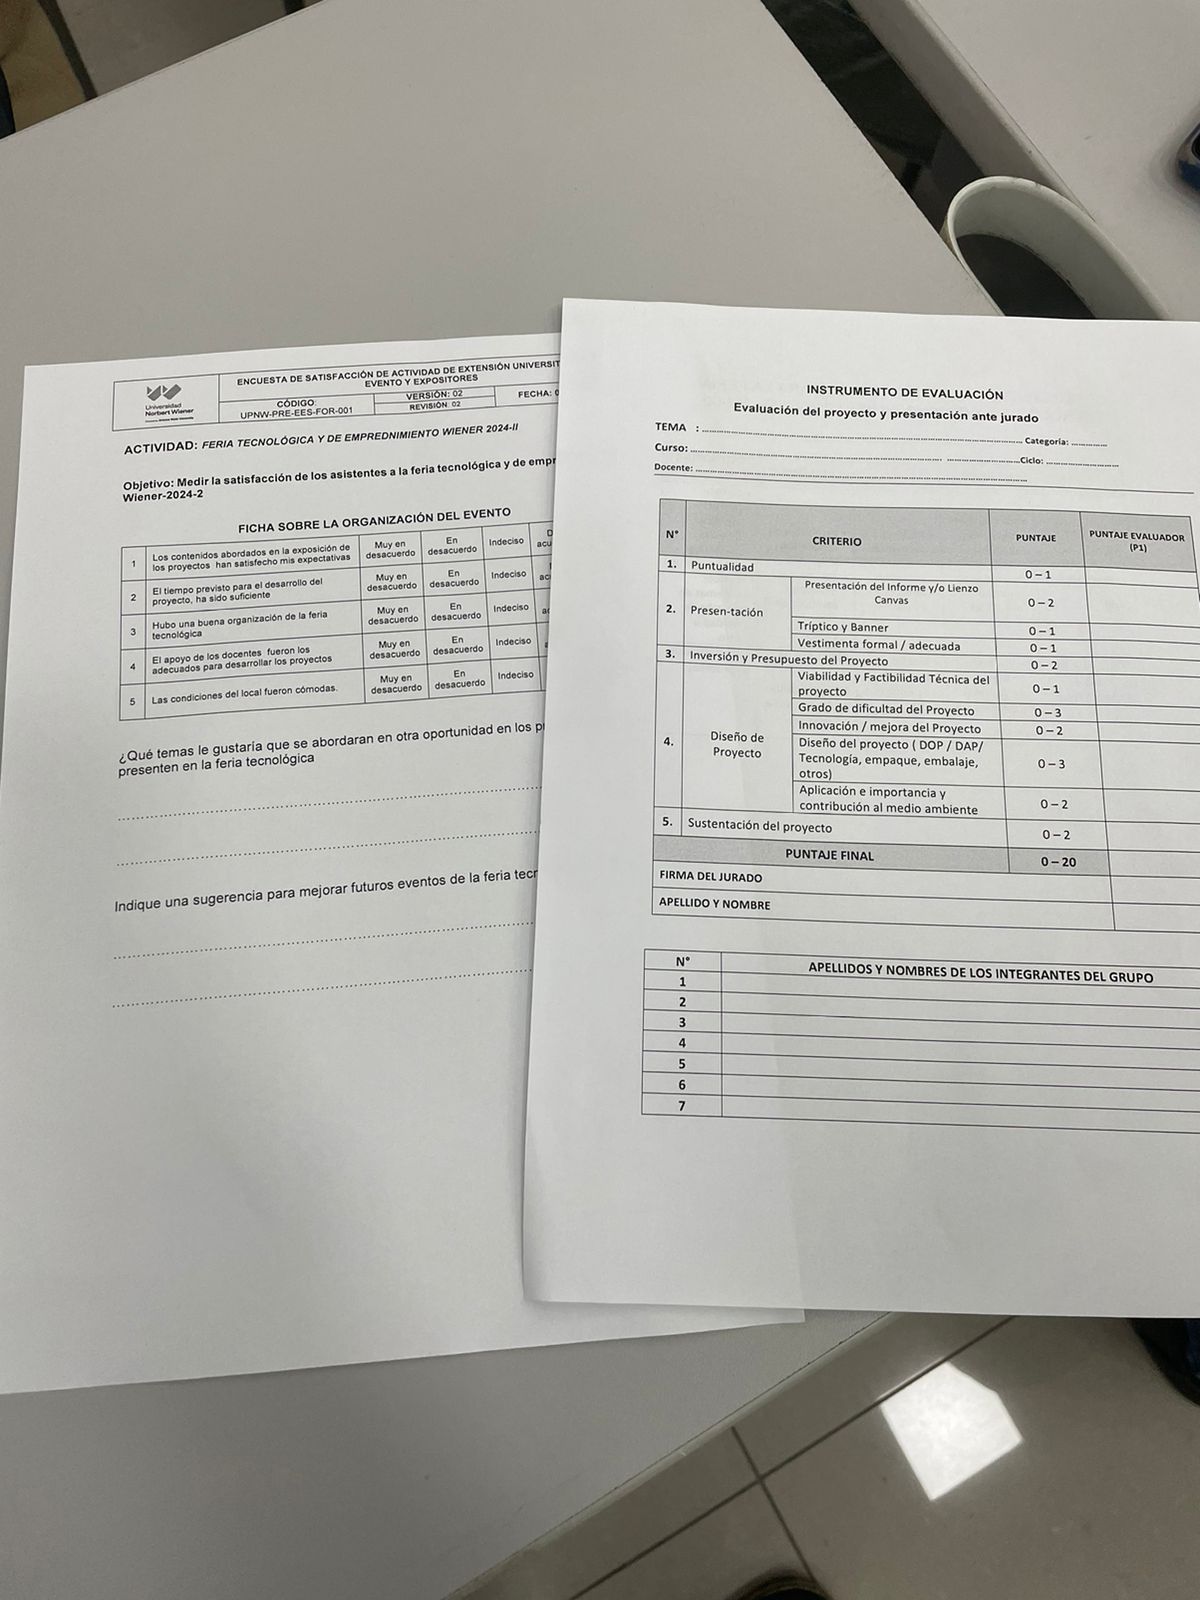 Universidad
Norbert Wiener
ENCUESTA DE SATISFACCIÓN DE ACTIVIDAD DE EXTENSIÓN UNIVERSIT
EVENTO Y EXPOSITORES
CÓDIGO:
UPNW-PRE-EES-FOR-001
VERSIÓN: 02
REVISIÓN: 02
FECHA:
ACTIVIDAD: FERIA TECNOLÓGICA Y DE EMPREDNIMIENTO WIENER 2024-II
Objetivo: Medir la satisfacción de los asistentes a la feria tecnológica y de empr
Wiener-2024-2
FICHA SOBRE LA ORGANIZACIÓN DEL EVENTO
1 Los contenidos abordados en la exposición de los proyectos han satisfecho mis expectativas Muy en desacuerdo En desacuerdo Indeciso
2 El tiempo previsto para el desarrollo del proyecto, ha sido suficiente Muy en desacuerdo En desacuerdo Indeciso
3 Hubo una buena organización de la feria tecnológica Muy en desacuerdo En desacuerdo Indeciso
4 El apoyo de los docentes fueron los adecuados para desarrollar los proyectos Muy en desacuerdo En desacuerdo Indeciso
5 Las condiciones del local fueron cómodas. Muy en desacuerdo En desacuerdo Indeciso
¿Qué temas le gustaría que se abordaran en otra oportunidad en los p
presenten en la feria tecnológica
Indique una sugerencia para mejorar futuros eventos de la feria tecr
INSTRUMENTO DE EVALUACIÓN
Evaluación del proyecto y presentación ante jurado
TEMA : Categoria:
Curso: Ciclo:
Docente:
N° CRITERIO PUNTAJE PUNTAJE EVALUADOR (P1)
1. Puntualidad 0 – 1
2. Presen-tación Presentación del Informe y/o Lienzo Canvas 0 – 2
Tríptico y Banner 0 – 1
Vestimenta formal / adecuada 0 – 1
3. Inversión y Presupuesto del Proyecto 0 – 2
4. Diseño de Proyecto Viabilidad y Factibilidad Técnica del proyecto 0 – 1
Grado de dificultad del Proyecto 0 – 3
Innovación / mejora del Proyecto 0 – 2
Diseño del proyecto ( DOP / DAP/ Tecnología, empaque, embalaje, otros) 0 – 3
Aplicación e importancia y contribución al medio ambiente 0 – 2
5. Sustentación del proyecto 0 – 2
PUNTAJE FINAL 0 – 20
FIRMA DEL JURADO
APELLIDO Y NOMBRE
N° APELLIDOS Y NOMBRES DE LOS INTEGRANTES DEL GRUPO
1
2
3
4
5
6
7